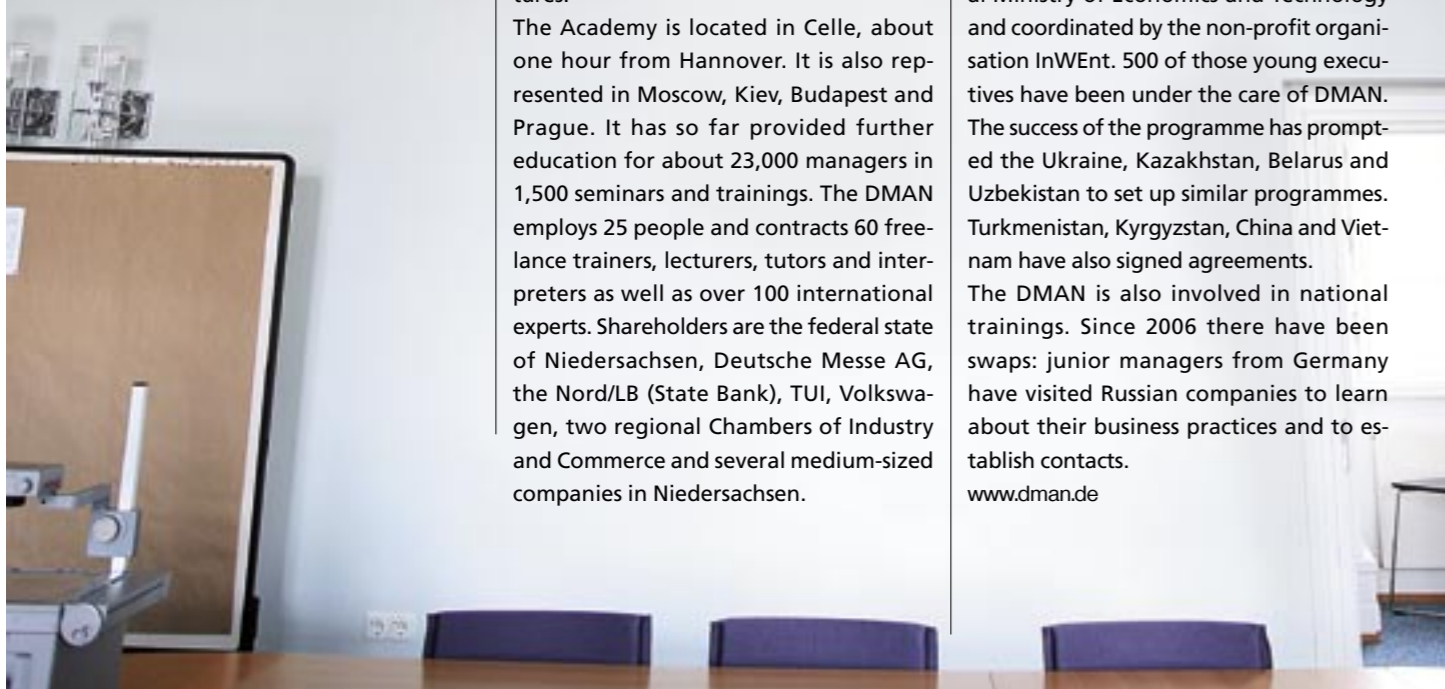 tures.
The Academy is located in Celle, about
one hour from Hannover. It is also rep-
resented in Moscow, Kiev, Budapest and
Prague. It has so far provided further
education for about 23,000 managers in
1,500 seminars and trainings. The DMAN
employs 25 people and contracts 60 free-
lance trainers, lecturers, tutors and inter-
preters as well as over 100 international
experts. Shareholders are the federal state
of Niedersachsen, Deutsche Messe AG,
the Nord/LB (State Bank), TUI, Volkswa-
gen, two regional Chambers of Industry
and Commerce and several medium-sized
companies in Niedersachsen.
al Ministry of Economics and Technology
and coordinated by the non-profit organi-
sation InWEnt. 500 of those young execu-
tives have been under the care of DMAN.
The success of the programme has prompt-
ed the Ukraine, Kazakhstan, Belarus and
Uzbekistan to set up similar programmes.
Turkmenistan, Kyrgyzstan, China and Viet-
nam have also signed agreements.
The DMAN is also involved in national
trainings. Since 2006 there have been
swaps: junior managers from Germany
have visited Russian companies to learn
about their business practices and to es-
tablish contacts.
www.dman.de